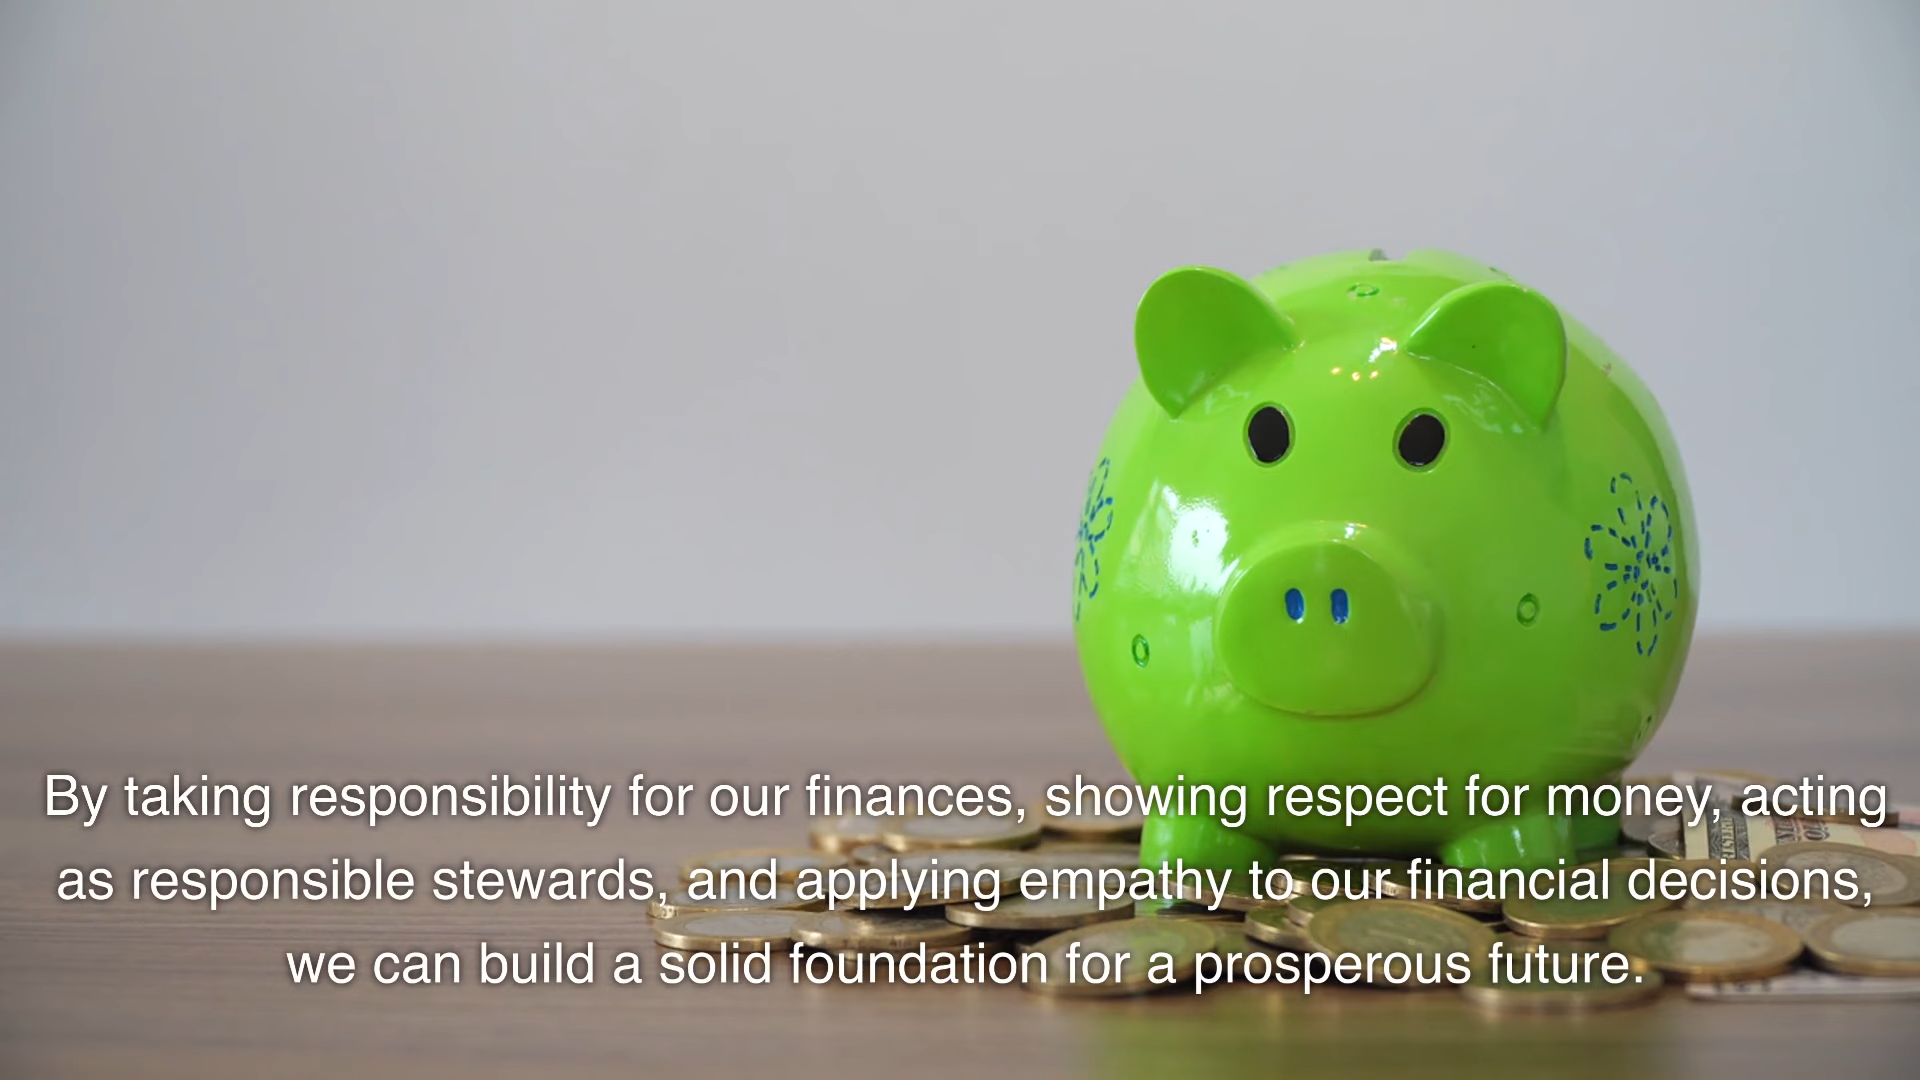 By taking responsibility for our finances, showing respect for money, acting
as responsible stewards, and applying empathy to our financial decisions,
we can build a solid foundation for a prosperous future.